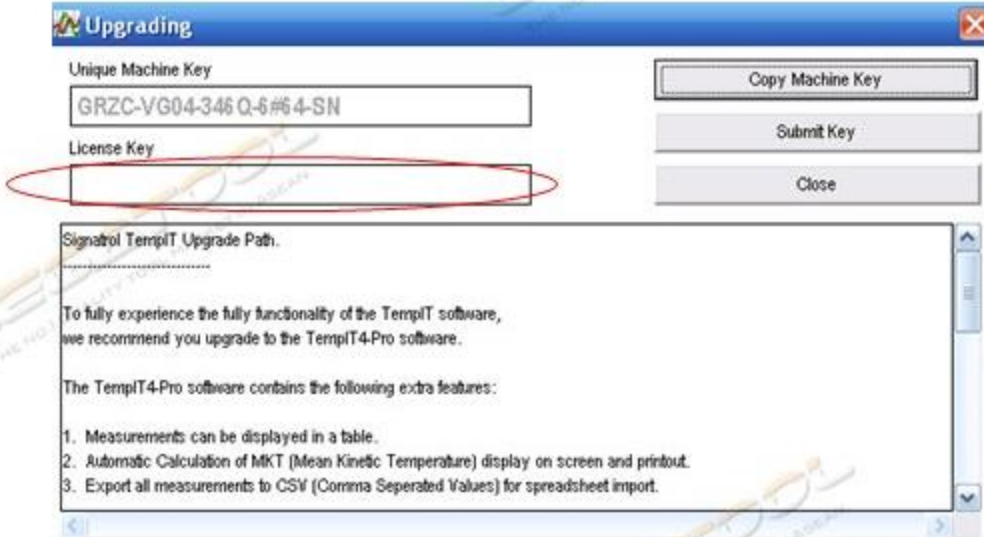 Upgrading
Unique Machine Key
GRZC-VG04-346Q-6#64-SN
License Key
Copy Machine Key
Submit Key
Close
Signatrol TempIT Upgrade Path.
------------------------------
To fully experience the fully functionality of the TempIT software,
we recommend you upgrade to the TempIT4-Pro software.
The TempIT4-Pro software contains the following extra features:
1. Measurements can be displayed in a table.
2. Automatic Calculation of MKT (Mean Kinetic Temperature) display on screen and printout.
3. Export all measurements to CSV (Comma Seperated Values) for spreadsheet import.